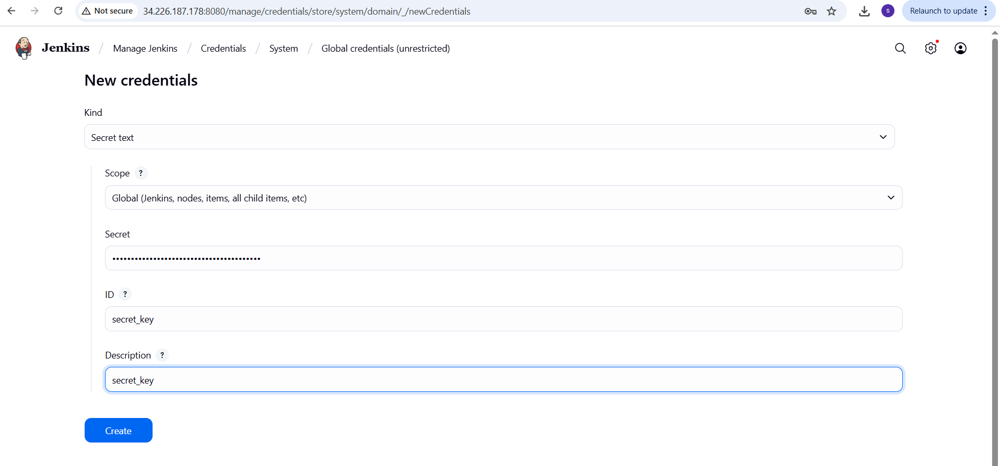 Not secure 34.226.187.178:8080/manage/credentials/store/system/domain/_/newCredentials S Relaunch to update
Jenkins / Manage Jenkins / Credentials / System / Global credentials (unrestricted)
New credentials
Kind
Secret text
Scope ?
Global (Jenkins, nodes, items, all child items, etc)
Secret
••••••••••••••••••••••••••••••••••••••••
ID ?
secret_key
Description ?
secret_key
Create